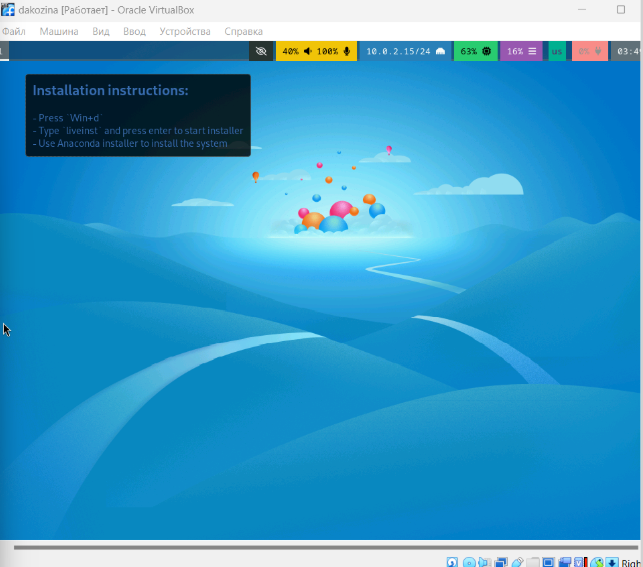 dakozina [Работает] - Oracle VirtualBox
Файл Машина Вид Ввод Устройства Справка
1 40% 100% 10.0.2.15/24 63% 16% us 0% 03:4
Installation instructions:
- Press `Win+d`
- Type `liveinst` and press enter to start installer
- Use Anaconda installer to install the system
Righ